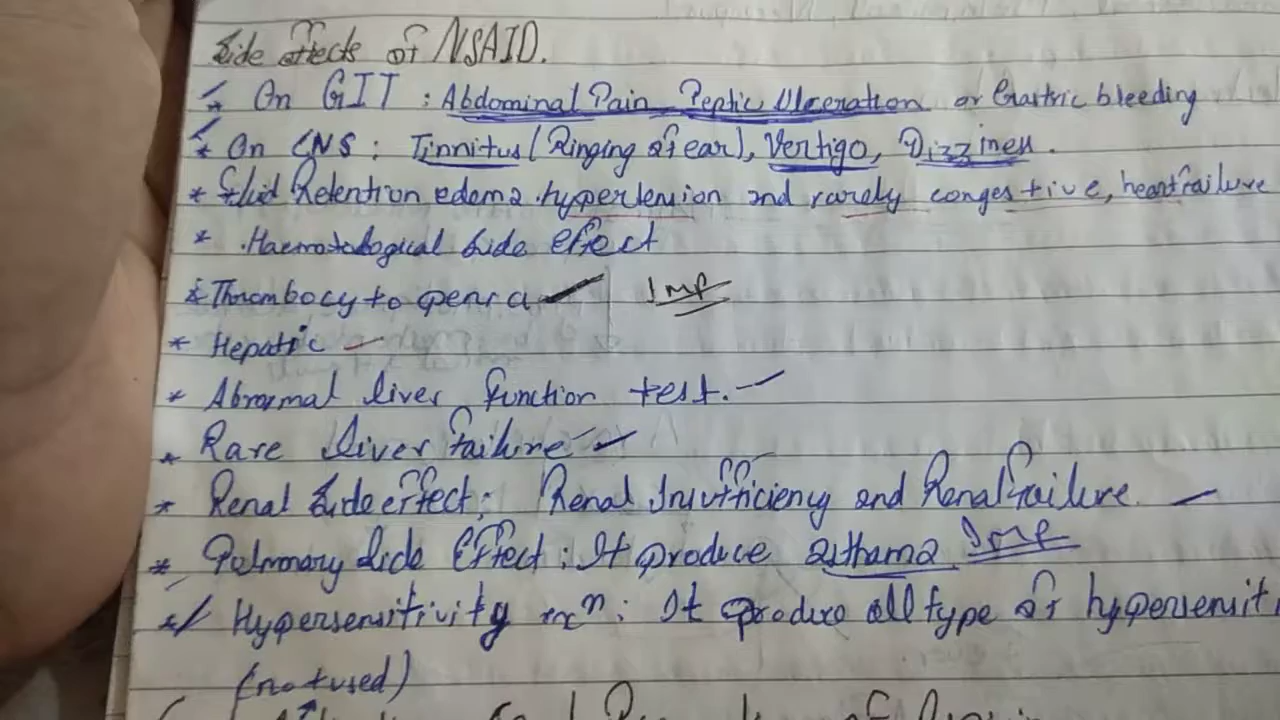 Side effects of NSAID.
* On GIT : Abdominal Pain Peptic Ulceration or Gastric bleeding
* On CNS : Tinnitus (Ringing of ear), Vertigo, Dizziness.
* fluid Retention edema hypertension and rarely congestive, heart failure
* Haematological Side effect
* Thrombocytopenia Imp
* Hepatic
* Abnormal liver function test.
* Rare liver failure
* Renal Side effect: Renal Insufficiency and Renal failure
* Pulmonary Side Effect : It produce asthama Imp
* Hypersensitivity rxⁿ : It produce all type of hypersensiti
(not used)